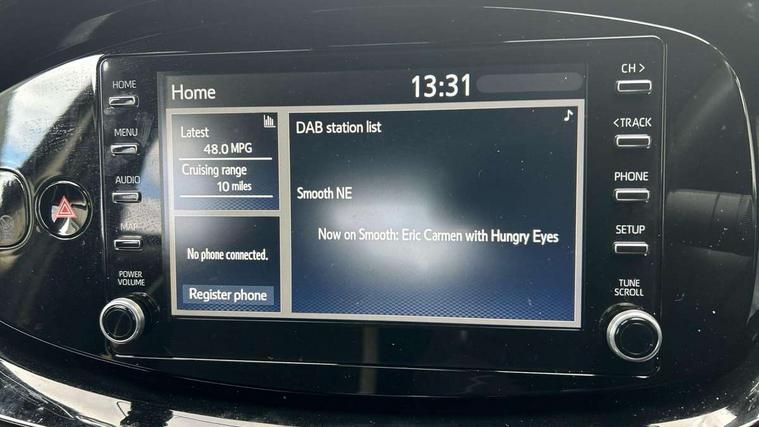 HOME
MENU
AUDIO
MAP
POWER
VOLUME
Home
13:31
Latest
48.0 MPG
Cruising range
10 miles
No phone connected.
Register phone
DAB station list
Smooth NE
Now on Smooth: Eric Carmen with Hungry Eyes
CH >
< TRACK
PHONE
SETUP
TUNE
SCROLL